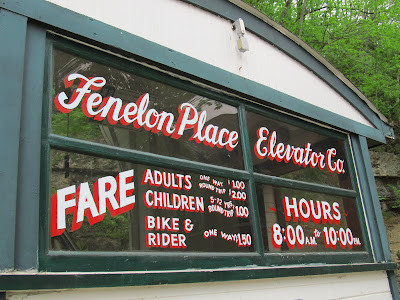 Fenelon Place Elevator Co.
FARE
ADULTS ONE WAY 1.00
ROUND TRIP 2.00
CHILDREN 5-12 YRS.
ROUND TRIP 1.00
BIKE &
RIDER ONE WAY 1.50
HOURS
8:00 A.M. to 10:00 P.M.